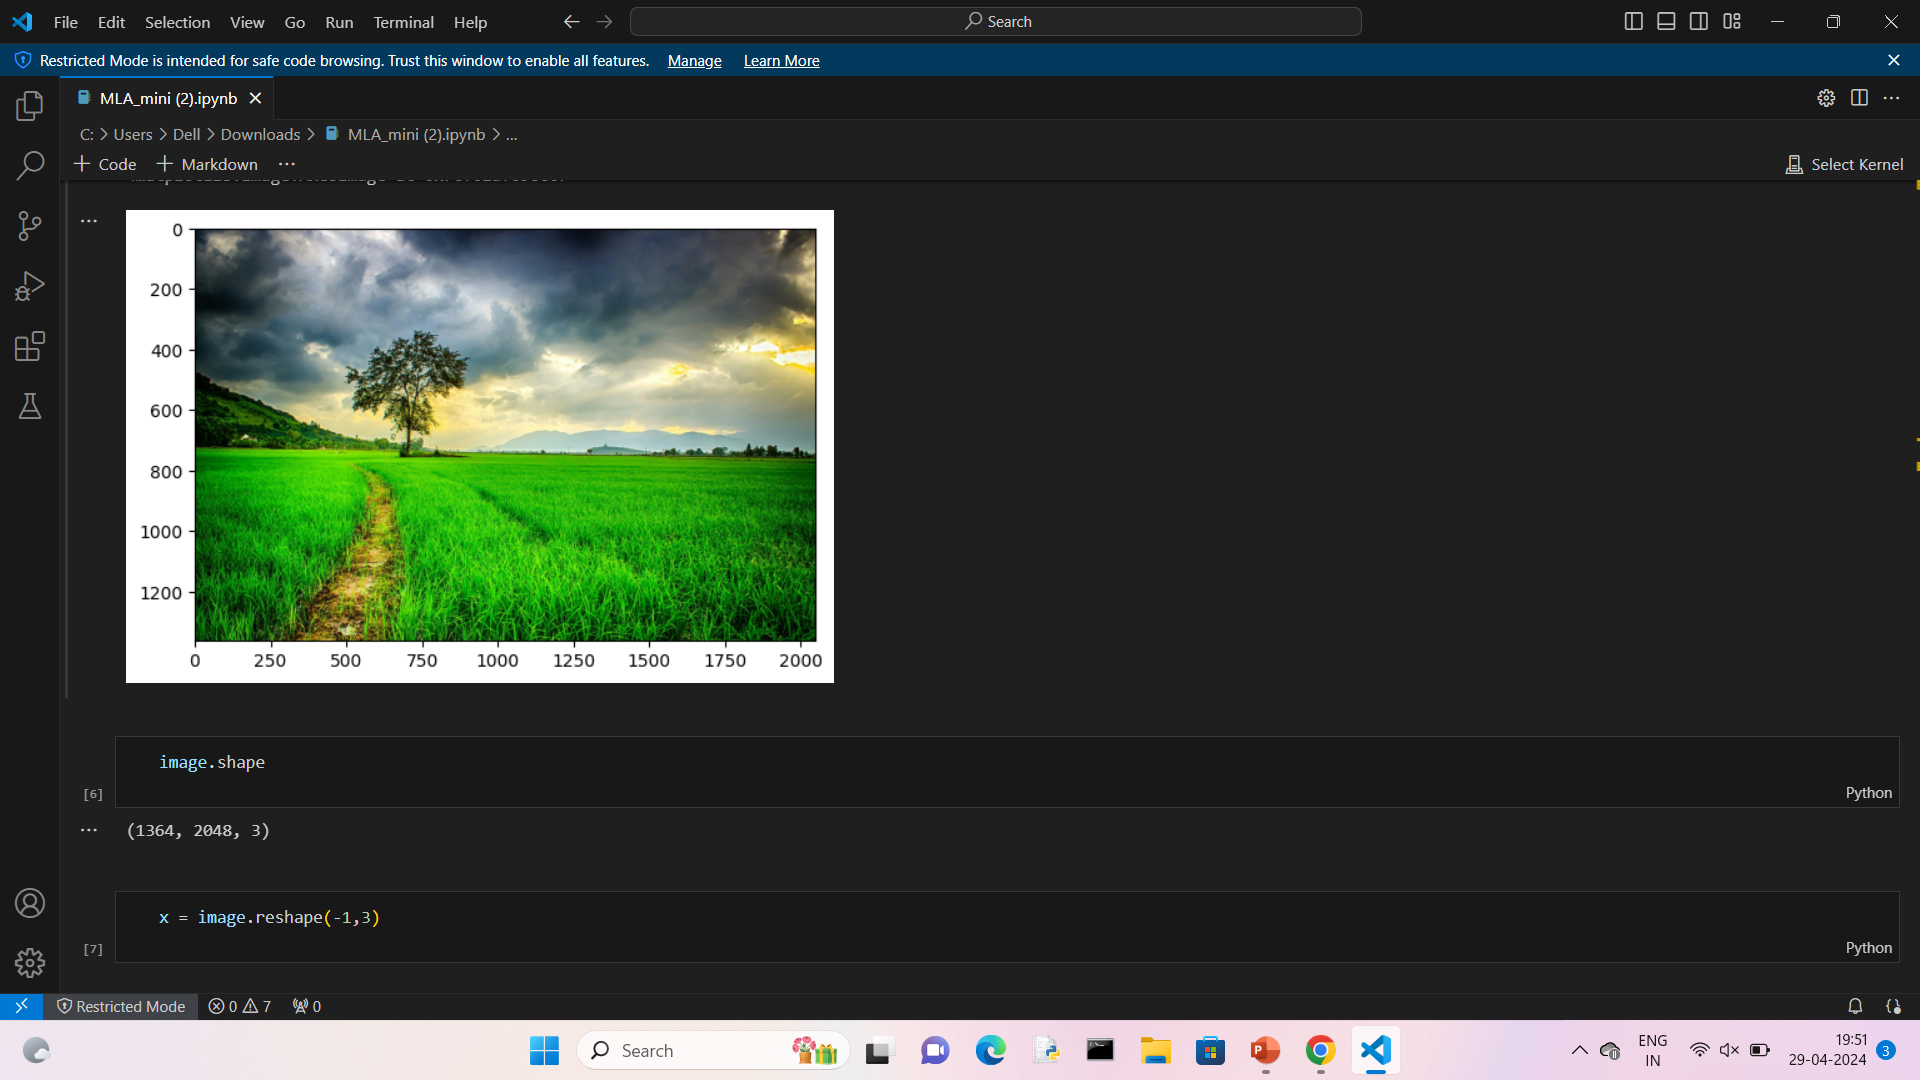 File Edit Selection View Go Run Terminal Help
Search
Restricted Mode is intended for safe code browsing. Trust this window to enable all features. Manage Learn More
MLA_mini (2).ipynb
C: > Users > Dell > Downloads > MLA_mini (2).ipynb > ...
+ Code + Markdown ...
Select Kernel
...
0
200
400
600
800
1000
1200
0 250 500 750 1000 1250 1500 1750 2000
image.shape
[6]
Python
... (1364, 2048, 3)
x = image.reshape(-1,3)
[7]
Python
Restricted Mode 0 7 0
Search
ENG
IN
19:51
29-04-2024
3